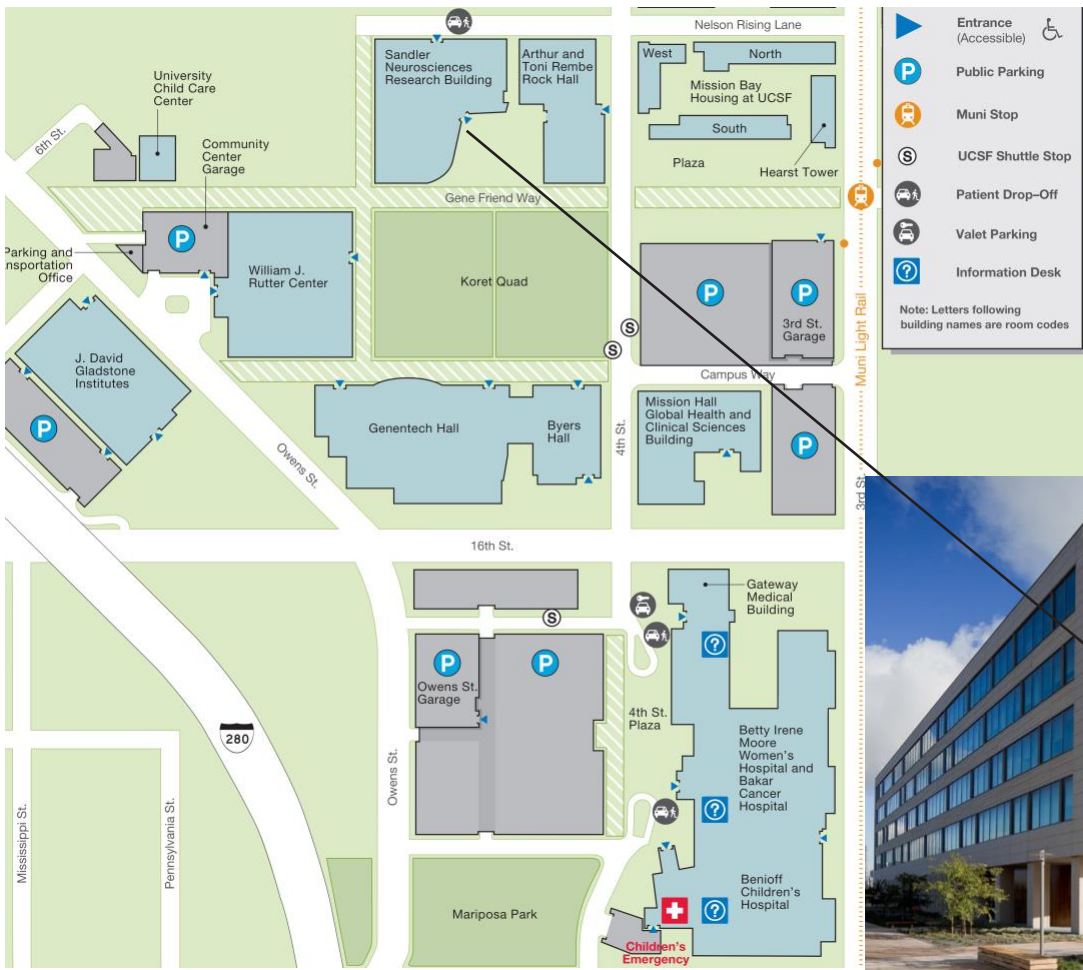 Nelson Rising Lane
Sandler
Neurosciences
Research Building
Arthur and
Toni Rembe
Rock Hall
West
North
Mission Bay
Housing at UCSF
South
Plaza
Hearst Tower
University
Child Care
Center
6th St.
Community
Center
Garage
Gene Friend Way
Parking and
nsportation
Office
P
William J.
Rutter Center
Koret Quad
P
P
3rd St.
Garage
S
S
J. David
Gladstone
Institutes
P
Campus Way
Genentech Hall
Byers
Hall
4th St.
Mission Hall
Global Health and
Clinical Sciences
Building
P
Owens St.
Muni Light Rail
3rd St.
16th St.
Gateway
Medical
Building
S
?
P
P
Owens St.
Garage
4th St.
Plaza
280
Owens St.
Betty Irene
Moore
Women's
Hospital and
Bakar
Cancer
Hospital
?
Mississippi St.
Pennsylvania St.
Mariposa Park
Benioff
Children's
Hospital
?
Children's
Emergency
Entrance
(Accessible)
P
Public Parking
Muni Stop
S
UCSF Shuttle Stop
Patient Drop–Off
Valet Parking
?
Information Desk
Note: Letters following
building names are room codes